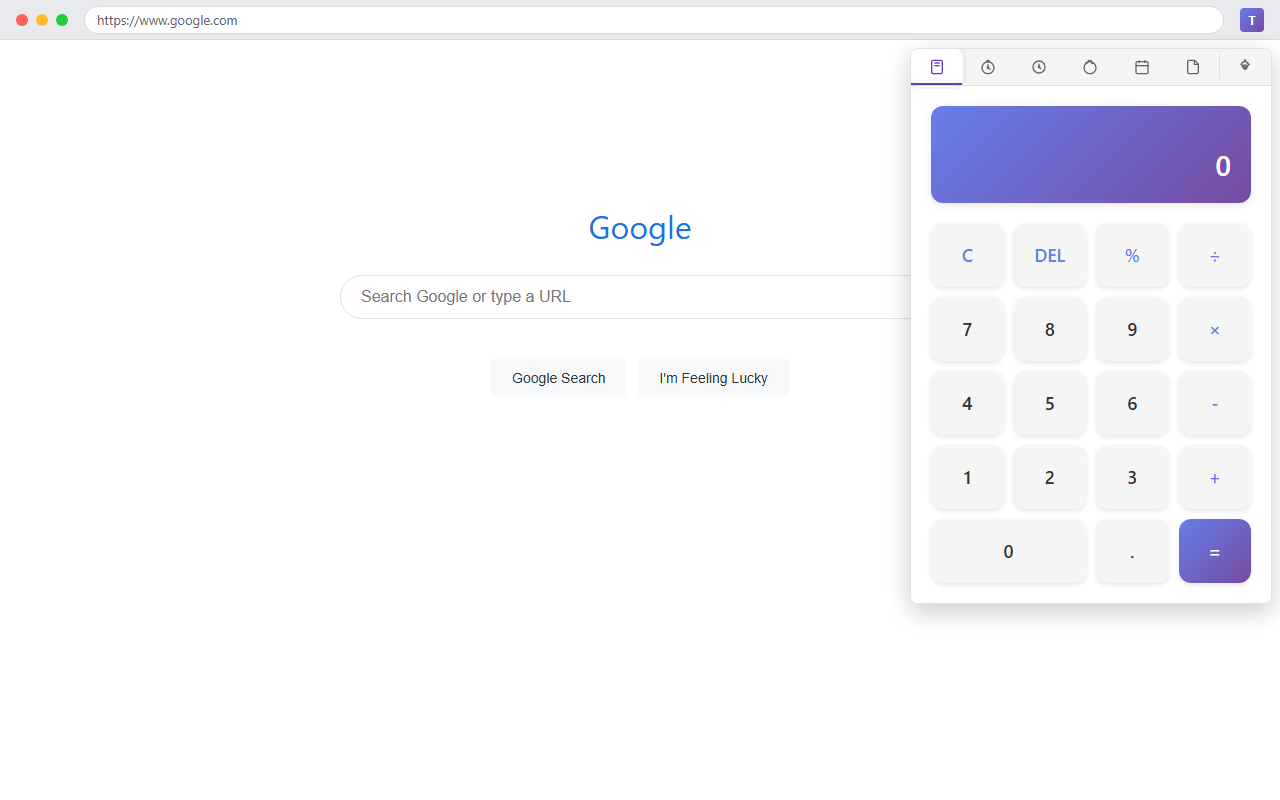 https://www.google.com
T
0
Google
Search Google or type a URL
Google Search
I'm Feeling Lucky
C DEL % ÷
7 8 9 ×
4 5 6 -
1 2 3 +
0 . =